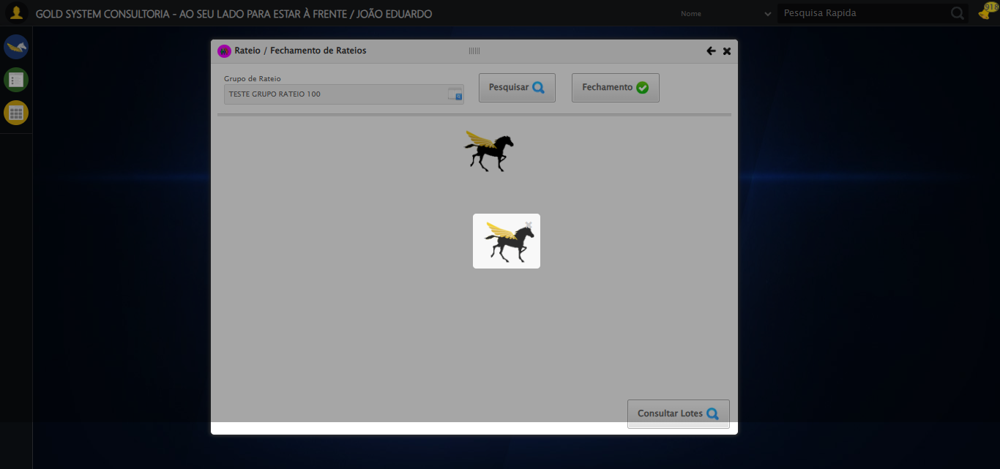 GOLD SYSTEM CONSULTORIA - AO SEU LADO PARA ESTAR À FRENTE / JOÃO EDUARDO
Nome
Pesquisa Rapida
918
Rateio / Fechamento de Rateios
Grupo de Rateio
TESTE GRUPO RATEIO 100
Pesquisar
Fechamento
Consultar Lotes